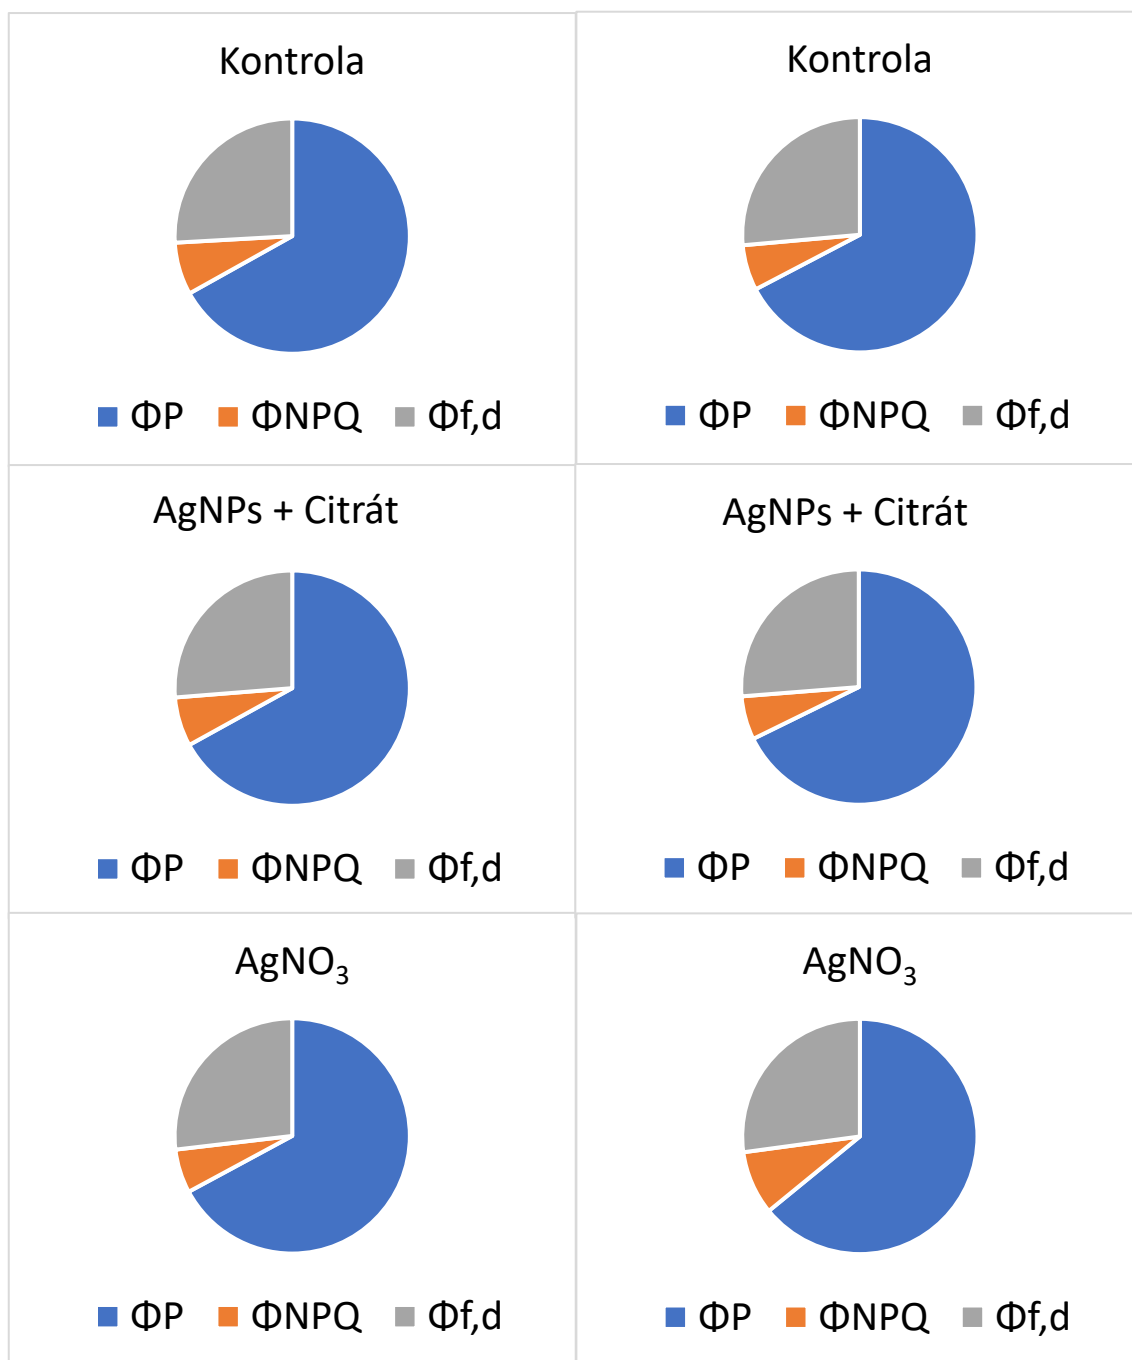 Kontrola
ΦP ΦNPQ Φf,d
Kontrola
ΦP ΦNPQ Φf,d
AgNPs + Citrát
ΦP ΦNPQ Φf,d
AgNPs + Citrát
ΦP ΦNPQ Φf,d
AgNO₃
ΦP ΦNPQ Φf,d
AgNO₃
ΦP ΦNPQ Φf,d